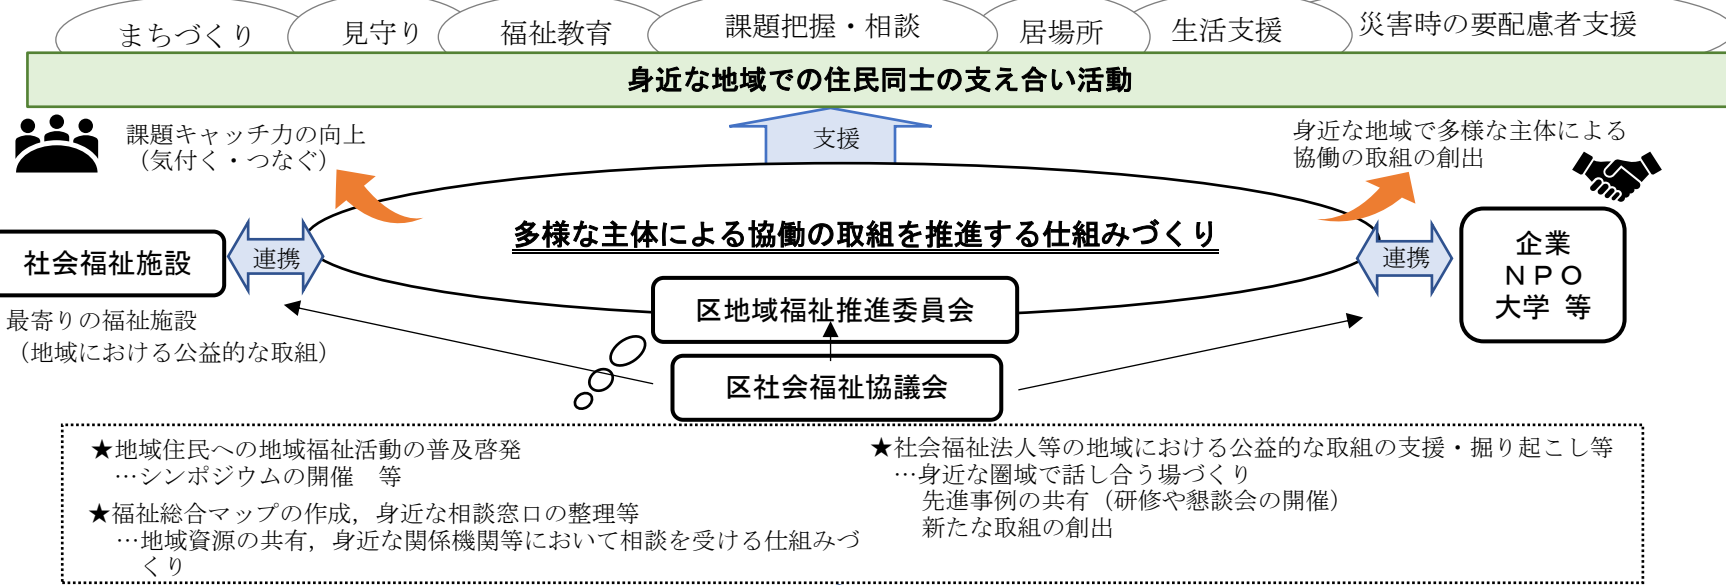 まちづくり
見守り
福祉教育
課題把握・相談
居場所
生活支援
災害時の要配慮者支援
身近な地域での住民同士の支え合い活動
課題キャッチ力の向上
（気付く・つなぐ）
支援
身近な地域で多様な主体による
協働の取組の創出
多様な主体による協働の取組を推進する仕組みづくり
社会福祉施設
連携
連携
企業
ＮＰＯ
大学 等
最寄りの福祉施設
（地域における公益的な取組）
区地域福祉推進委員会
区社会福祉協議会
★地域住民への地域福祉活動の普及啓発
…シンポジウムの開催　等
★福祉総合マップの作成，身近な相談窓口の整理等
…地域資源の共有，身近な関係機関等において相談を受ける仕組みづ
くり
★社会福祉法人等の地域における公益的な取組の支援・掘り起こし等
…身近な圏域で話し合う場づくり
先進事例の共有（研修や懇談会の開催）
新たな取組の創出